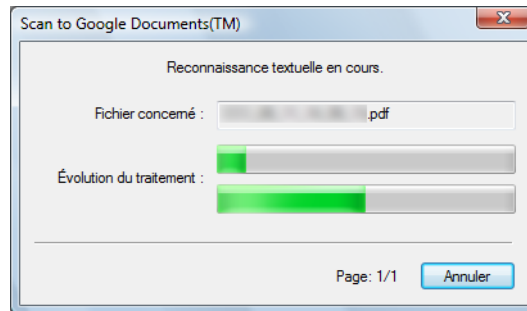 Scan to Google Documents(TM)
Reconnaissance textuelle en cours.
Fichier concerné : .pdf
Évolution du traitement :
Page: 1/1 Annuler